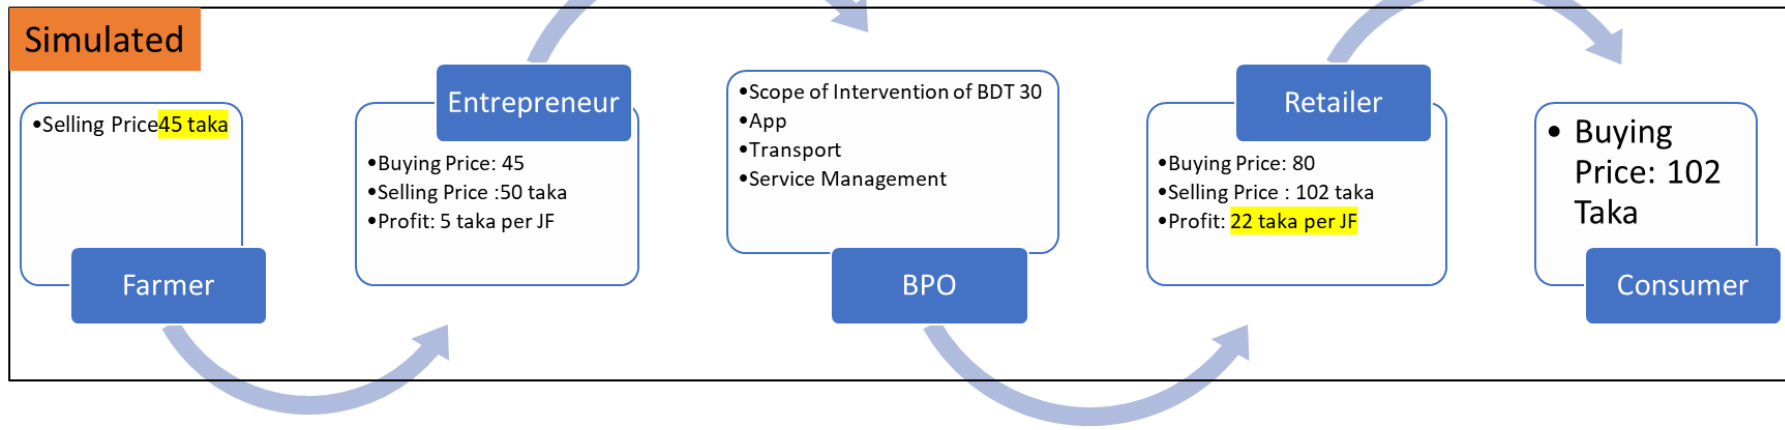 Simulated
•Selling Price45 taka
Farmer
Entrepreneur
•Buying Price: 45
•Selling Price :50 taka
•Profit: 5 taka per JF
•Scope of Intervention of BDT 30
•App
•Transport
•Service Management
BPO
Retailer
•Buying Price: 80
•Selling Price : 102 taka
•Profit: 22 taka per JF
• Buying
Price: 102
Taka
Consumer